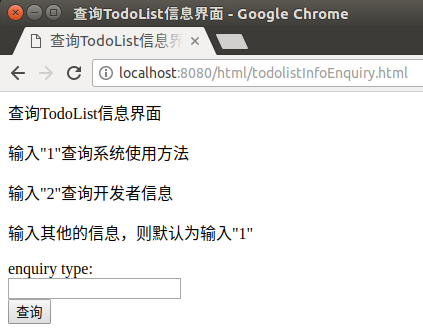 查询TodoList信息界面 - Google Chrome
查询TodoList信息界
localhost:8080/html/todolistInfoEnquiry.html
查询TodoList信息界面
输入"1"查询系统使用方法
输入"2"查询开发者信息
输入其他的信息，则默认为输入"1"
enquiry type:
查询